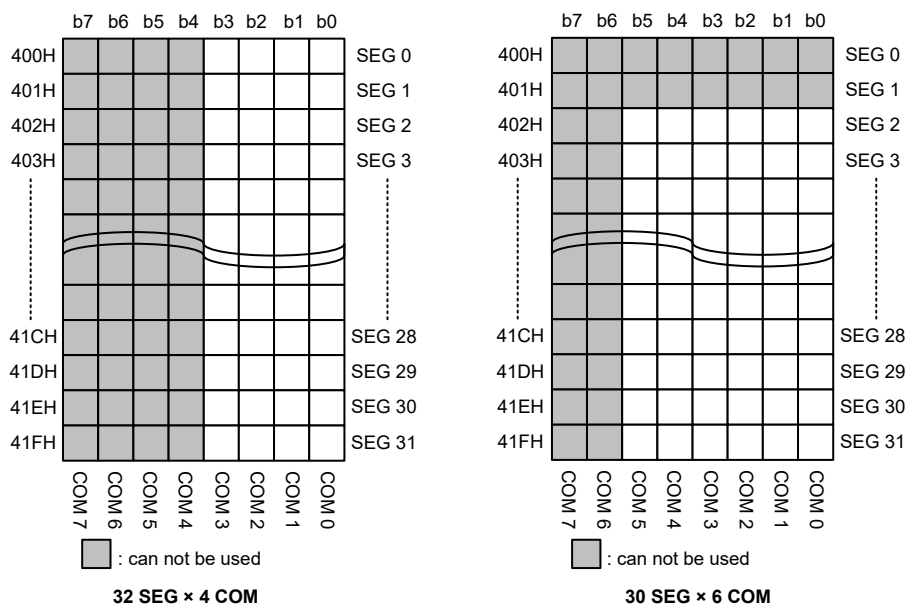 b7 b6 b5 b4 b3 b2 b1 b0
400H SEG 0
401H SEG 1
402H SEG 2
403H SEG 3
41CH SEG 28
41DH SEG 29
41EH SEG 30
41FH SEG 31
COM 7 COM 6 COM 5 COM 4 COM 3 COM 2 COM 1 COM 0
: can not be used
32 SEG × 4 COM
b7 b6 b5 b4 b3 b2 b1 b0
400H SEG 0
401H SEG 1
402H SEG 2
403H SEG 3
41CH SEG 28
41DH SEG 29
41EH SEG 30
41FH SEG 31
COM 7 COM 6 COM 5 COM 4 COM 3 COM 2 COM 1 COM 0
: can not be used
30 SEG × 6 COM